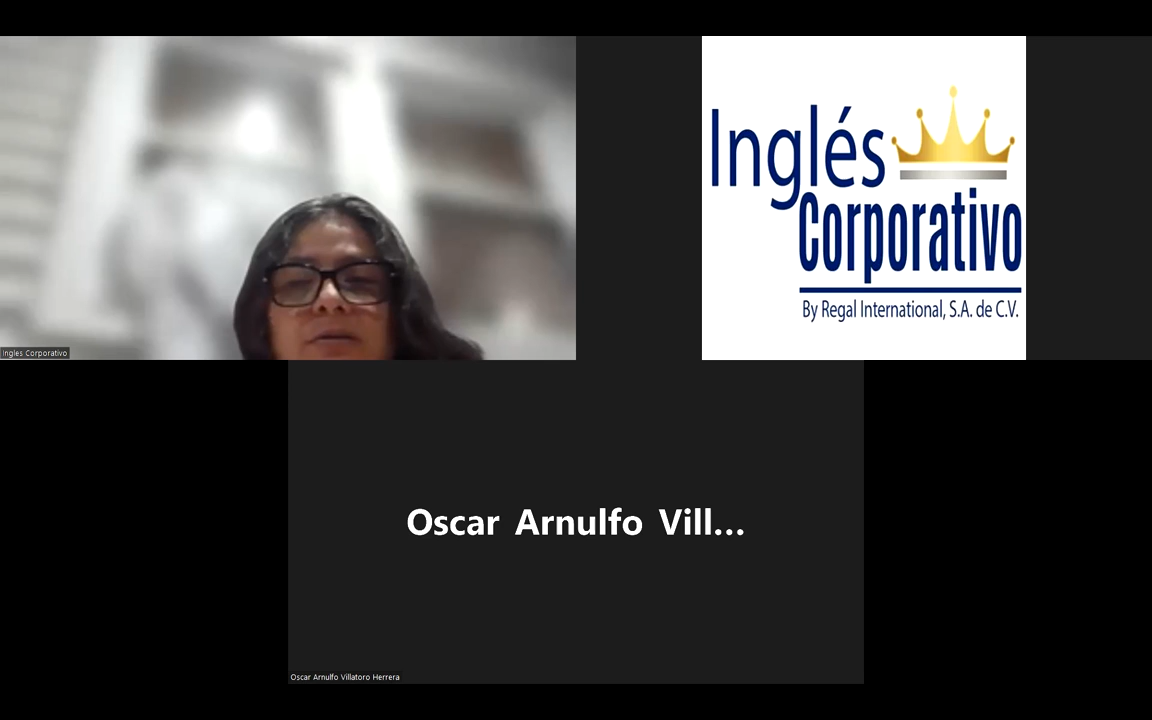 Inglés
Corporativo
By Regal International, S.A. de C.V.
Ingles Corporativo
Oscar Arnulfo Vill...
Oscar Arnulfo Villatoro Herrera